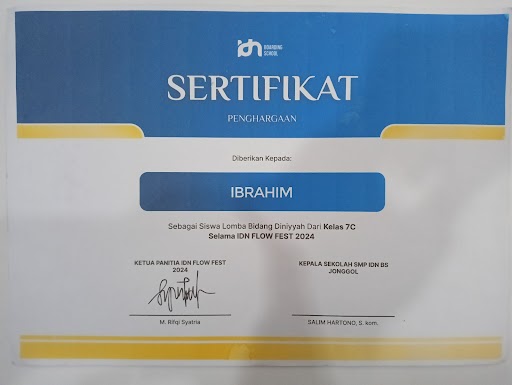 idn BOARDING
SCHOOL
SERTIFIKAT
PENGHARGAAN
Diberikan Kepada:
IBRAHIM
Sebagai Siswa Lomba Bidang Diniyyah Dari Kelas 7C
Selama IDN FLOW FEST 2024
KETUA PANITIA IDN FLOW FEST
2024
M. Rifqi Syatria
KEPALA SEKOLAH SMP IDN BS
JONGGOL
SALIM HARTONO, S. kom.